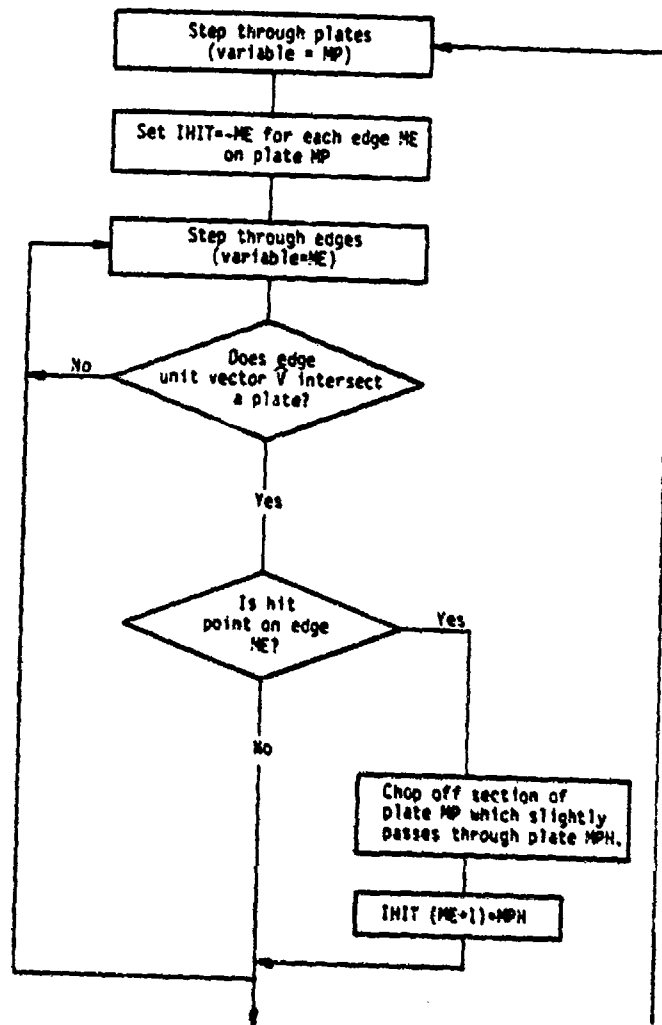 Step through plates
(variable = MP)
Set IHIT=-ME for each edge ME
on plate MP
Step through edges
(variable=ME)
Does edge
unit vector V̂ intersect
a plate?
No
Yes
Is hit
point on edge
ME?
Yes
No
Chop off section of
plate MP which slightly
passes through plate MPH.
IHIT (ME+1)=MPH